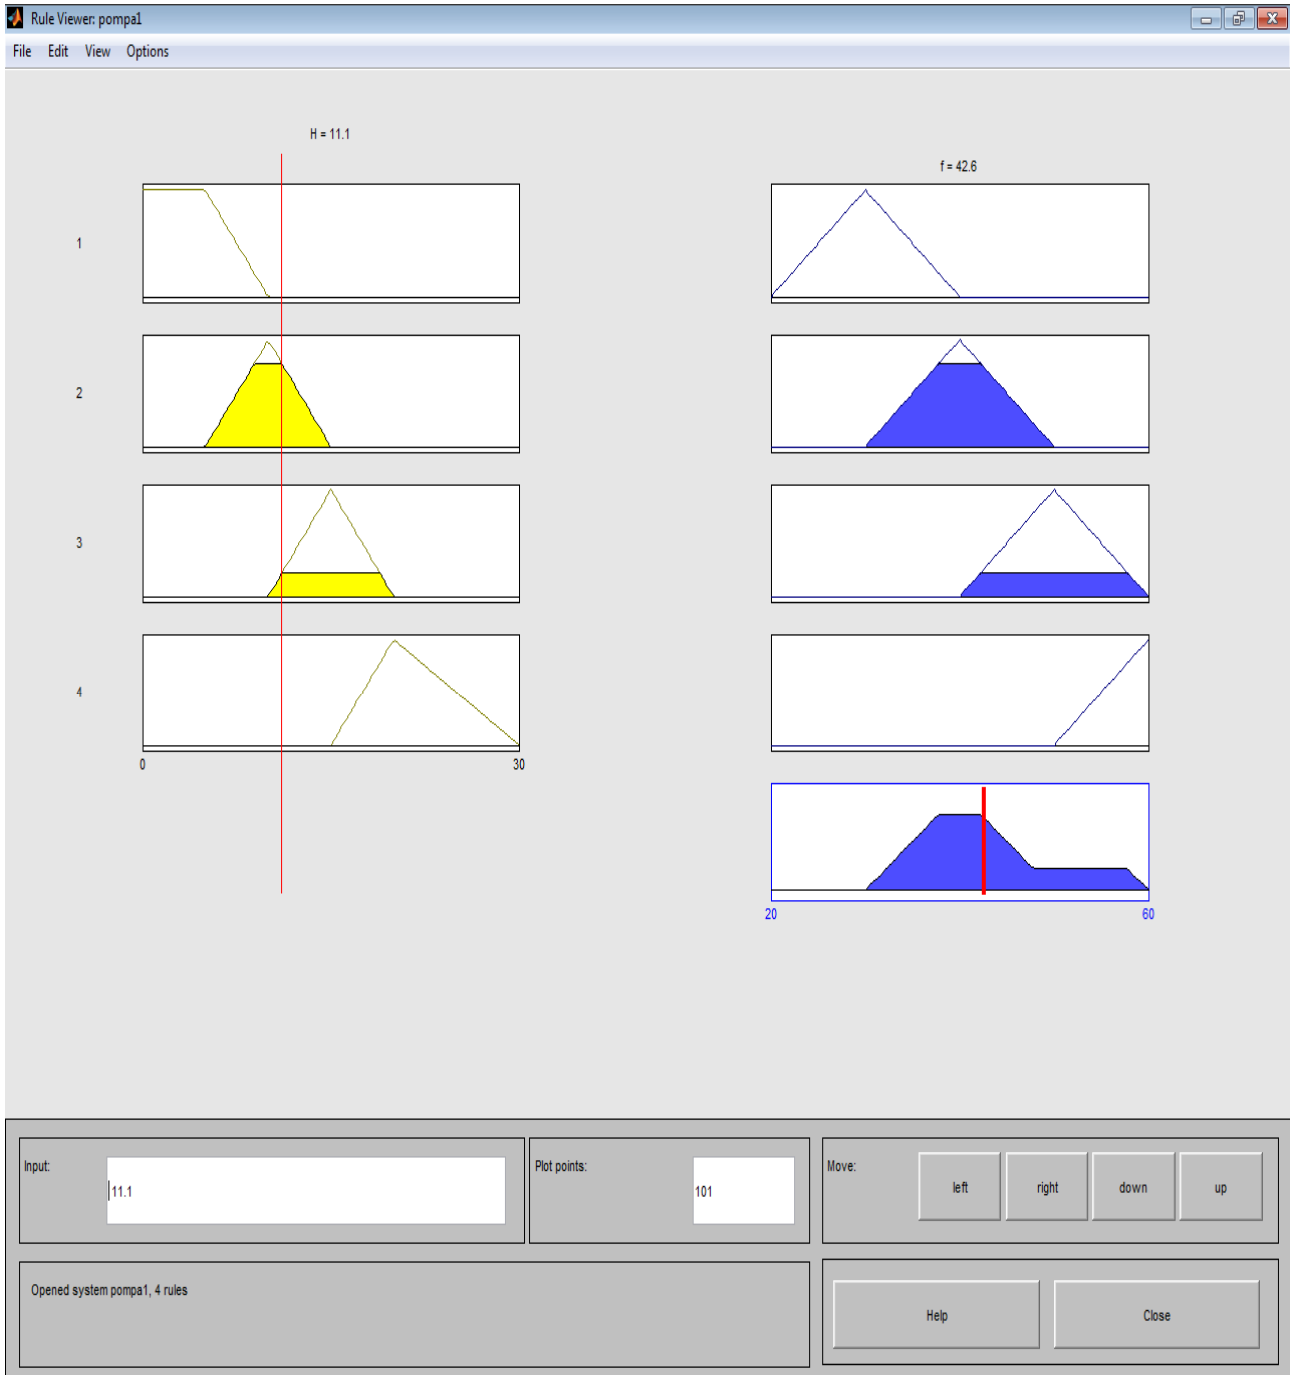 Rule Viewer: pompa1
File Edit View Options
H = 11.1
f = 42.6
1
2
3
4
0 30
20 60
Input:
11.1
Plot points:
101
Move:
left right down up
Opened system pompa1, 4 rules
Help Close